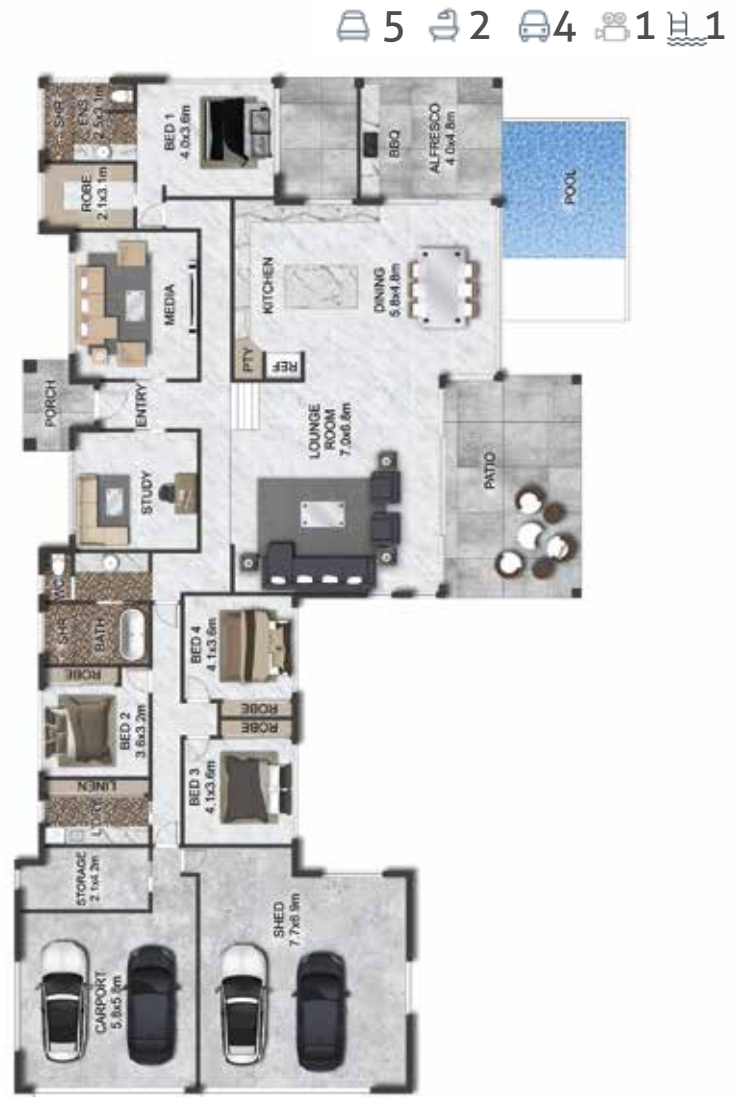 5 2 4 1 1
SHR
ENS
2.5x3.1m
BED 1
4.0x3.6m
BBQ
ALFRESCO
4.0x4.8m
POOL
ROBE
2.1x3.1m
MEDIA
KITCHEN
DINING
5.8x4.8m
PTY
REF
PORCH
ENTRY
LOUNGE
ROOM
7.0x6.8m
STUDY
PATIO
WC
SHR
BATH
BED 4
4.1x3.6m
ROBE
ROBE
ROBE
BED 2
3.6x3.2m
BED 3
4.1x3.6m
LINEN
L'DRY
STORAGE
2.1x4.2m
SHED
7.7x6.9m
CARPORT
5.8x5.8m